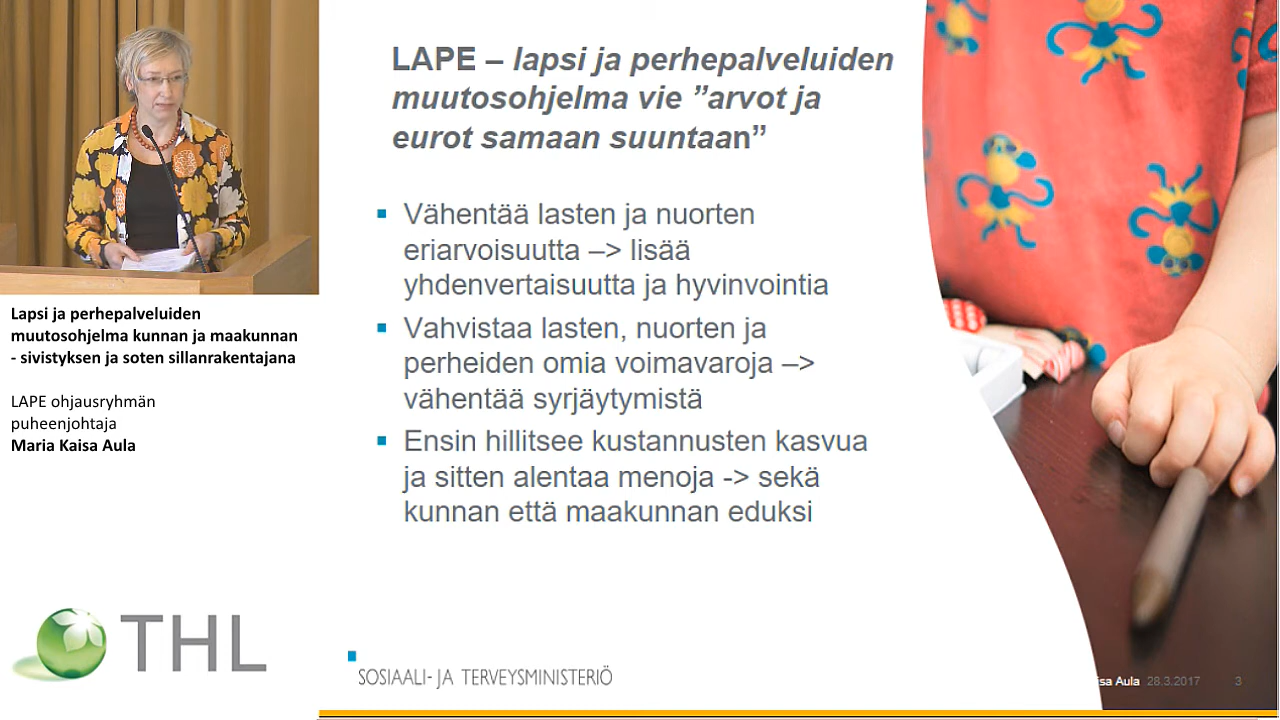 LAPE – lapsi ja perhepalveluiden
muutosohjelma vie ”arvot ja
eurot samaan suuntaan”
Vähentää lasten ja nuorten
eriarvoisuutta –> lisää
yhdenvertaisuutta ja hyvinvointia
Vahvistaa lasten, nuorten ja
perheiden omia voimavaroja –>
vähentää syrjäytymistä
Ensin hillitsee kustannusten kasvua
ja sitten alentaa menoja -> sekä
kunnan että maakunnan eduksi
Lapsi ja perhepalveluiden
muutosohjelma kunnan ja maakunnan
- sivistyksen ja soten sillanrakentajana
LAPE ohjausryhmän
puheenjohtaja
Maria Kaisa Aula
THL
SOSIAALI- JA TERVEYSMINISTERIÖ
Aula 28.3.2017 3